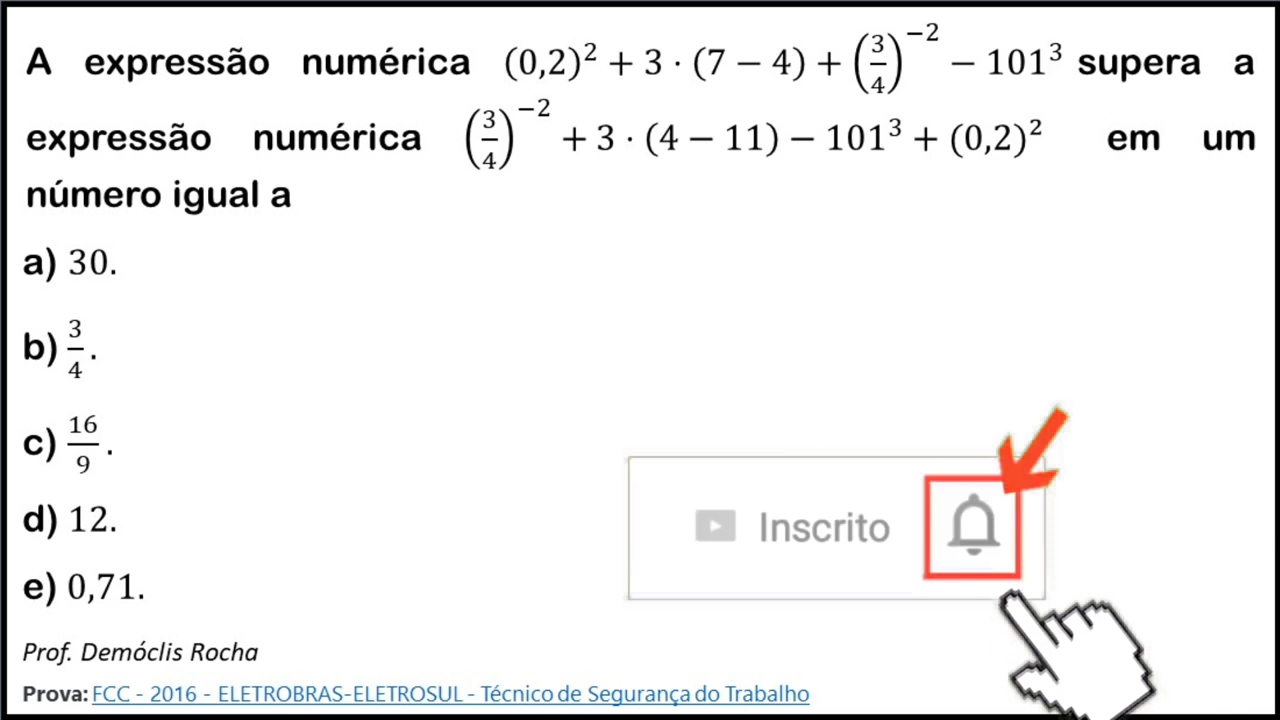 A expressão numérica (0,2)² + 3 · (7 − 4) + (3/4)⁻² − 101³ supera a
expressão numérica (3/4)⁻² + 3 · (4 − 11) − 101³ + (0,2)² em um
número igual a
a) 30.
b) 3/4.
c) 16/9.
d) 12.
e) 0,71.
Inscrito
Prof. Demóclis Rocha
Prova: FCC - 2016 - ELETROBRAS-ELETROSUL - Técnico de Segurança do Trabalho